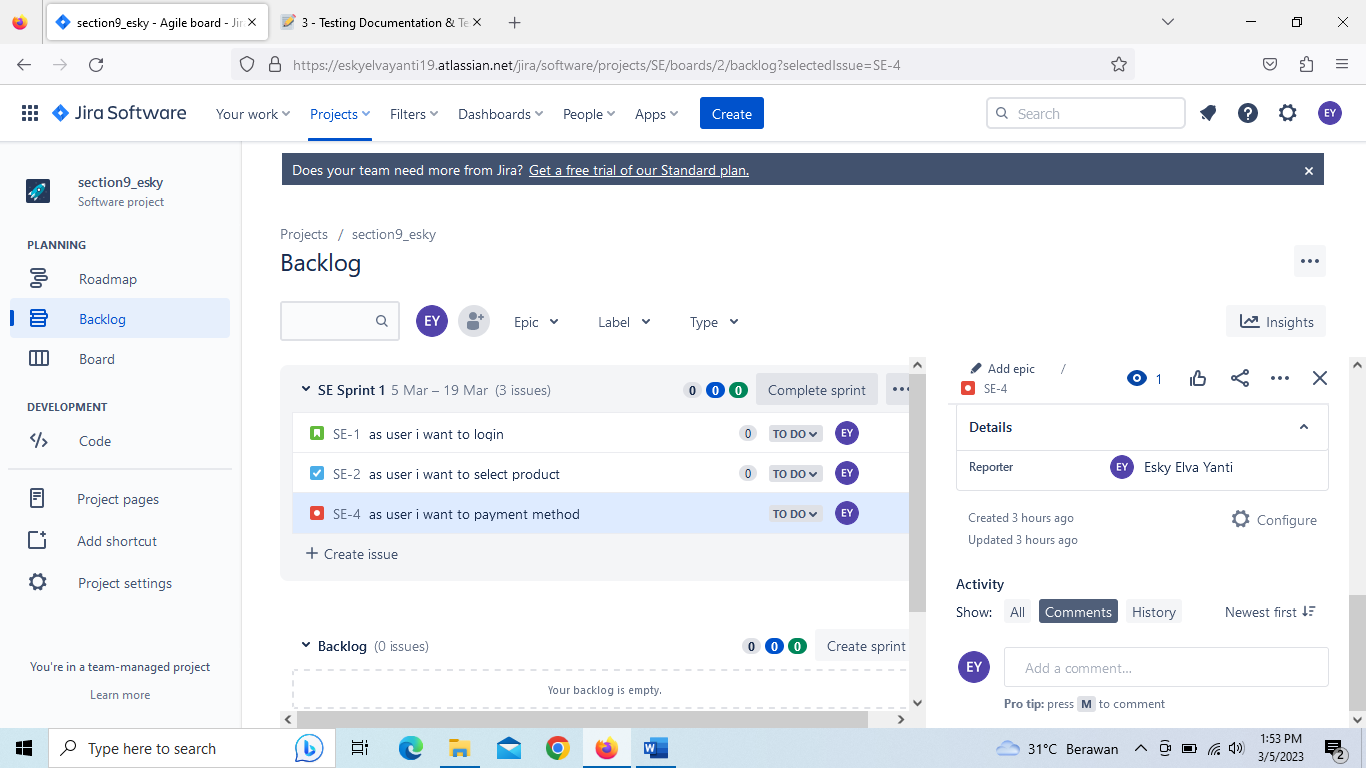 section9_esky - Agile board - Jir
3 - Testing Documentation & Te
https://eskyelvayanti19.atlassian.net/jira/software/projects/SE/boards/2/backlog?selectedIssue=SE-4
Jira Software
Your work
Projects
Filters
Dashboards
People
Apps
Create
Search
EY
section9_esky
Software project
PLANNING
Roadmap
Backlog
Board
DEVELOPMENT
Code
Project pages
Add shortcut
Project settings
You're in a team-managed project
Learn more
Does your team need more from Jira? Get a free trial of our Standard plan.
Projects / section9_esky
Backlog
EY
Epic
Label
Type
Insights
SE Sprint 1 5 Mar – 19 Mar (3 issues) 0 0 0 Complete sprint
SE-1 as user i want to login 0 TO DO EY
SE-2 as user i want to select product 0 TO DO EY
SE-4 as user i want to payment method TO DO EY
+ Create issue
Backlog (0 issues) 0 0 0 Create sprint
Your backlog is empty.
Add epic /
SE-4
1
Details
Reporter EY Esky Elva Yanti
Created 3 hours ago
Configure
Updated 3 hours ago
Activity
Show: All Comments History Newest first
EY Add a comment...
Pro tip: press M to comment
Type here to search
31°C Berawan
1:53 PM
3/5/2023
2